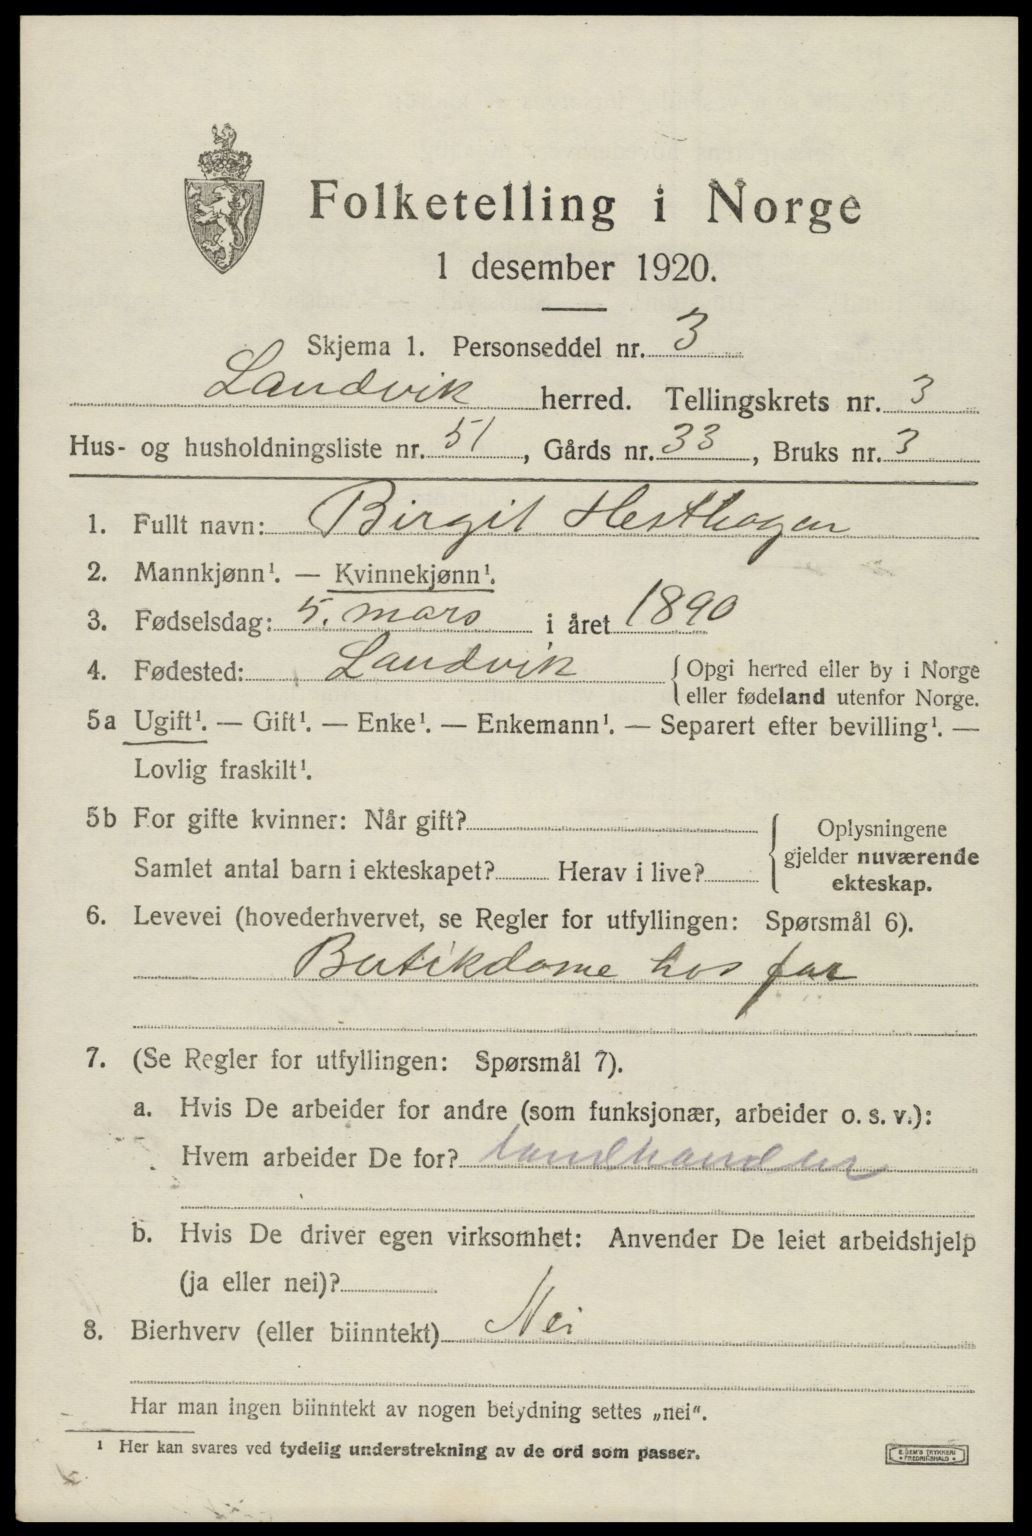 Folketelling i Norge
1 desember 1920.
Skjema 1. Personseddel nr. 3
Landvik herred. Tellingskrets nr. 3
Hus- og husholdningsliste nr. 51, Gårds nr. 33, Bruks nr. 3
1. Fullt navn: Birgit Hesthagen
2. Mannkjønn¹. — Kvinnekjønn¹.
3. Fødselsdag: 5. mars i året 1890
4. Fødested: Landvik { Opgi herred eller by i Norge
eller fødeland utenfor Norge.
5a Ugift¹. — Gift¹. — Enke¹. — Enkemann¹. — Separert efter bevilling¹. —
Lovlig fraskilt¹.
5b For gifte kvinner: Når gift?
Samlet antal barn i ekteskapet? Herav i live?
Oplysningene
gjelder nuværende
ekteskap.
6. Levevei (hovederhvervet, se Regler for utfyllingen: Spørsmål 6).
Butikdame hos far
7. (Se Regler for utfyllingen: Spørsmål 7).
a. Hvis De arbeider for andre (som funksjonær, arbeider o. s. v.):
Hvem arbeider De for? landhandler
b. Hvis De driver egen virksomhet: Anvender De leiet arbeidshjelp
(ja eller nei)?
8. Bierhverv (eller biinntekt) Nei
Har man ingen biinntekt av nogen betydning settes „nei“.
¹ Her kan svares ved tydelig understrekning av de ord som passer.
E. SEM'S TRYKKERI
FREDRIKSHALD